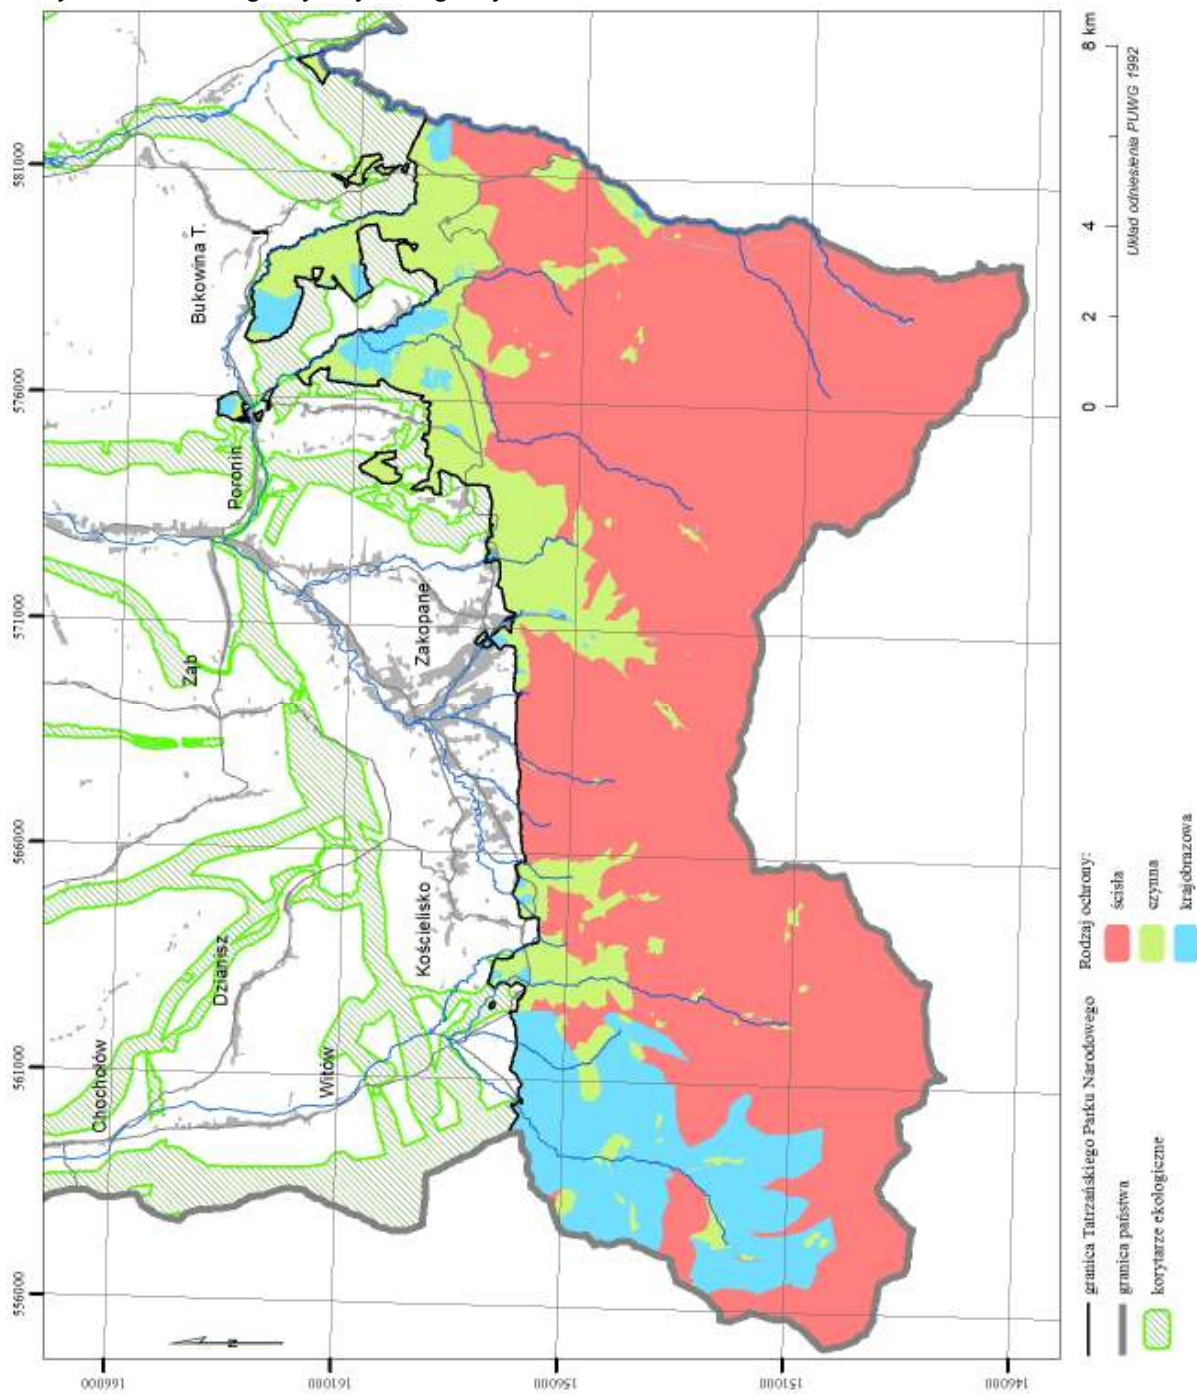 556000
561000
566000
571000
576000
581000
166000
161000
156000
151000
146000
Chochołów
Dzianisz
Ząb
Bukowina T.
Poronin
Witów
Kościelisko
Zakopane
N
granica Tatrzańskiego Parku Narodowego
granica państwa
korytarze ekologiczne
Rodzaj ochrony:
ścisła
czynna
krajobrazowa
0 2 4 8 km
Układ odniesienia PUWG 1992